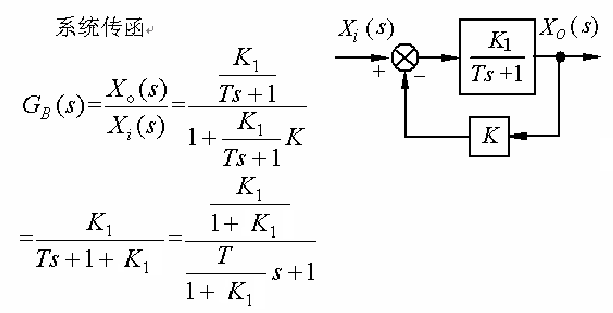 系统传函
G_B(s) = X_o(s) / X_i(s) = (K_1 / (Ts+1)) / (1 + (K_1 / (Ts+1)) K)
= K_1 / (Ts+1+ K_1) = (K_1 / (1+ K_1)) / ((T / (1+ K_1)) s+1)
X_i(s) X_O(s)
+ − K_1 / (Ts+1)
K